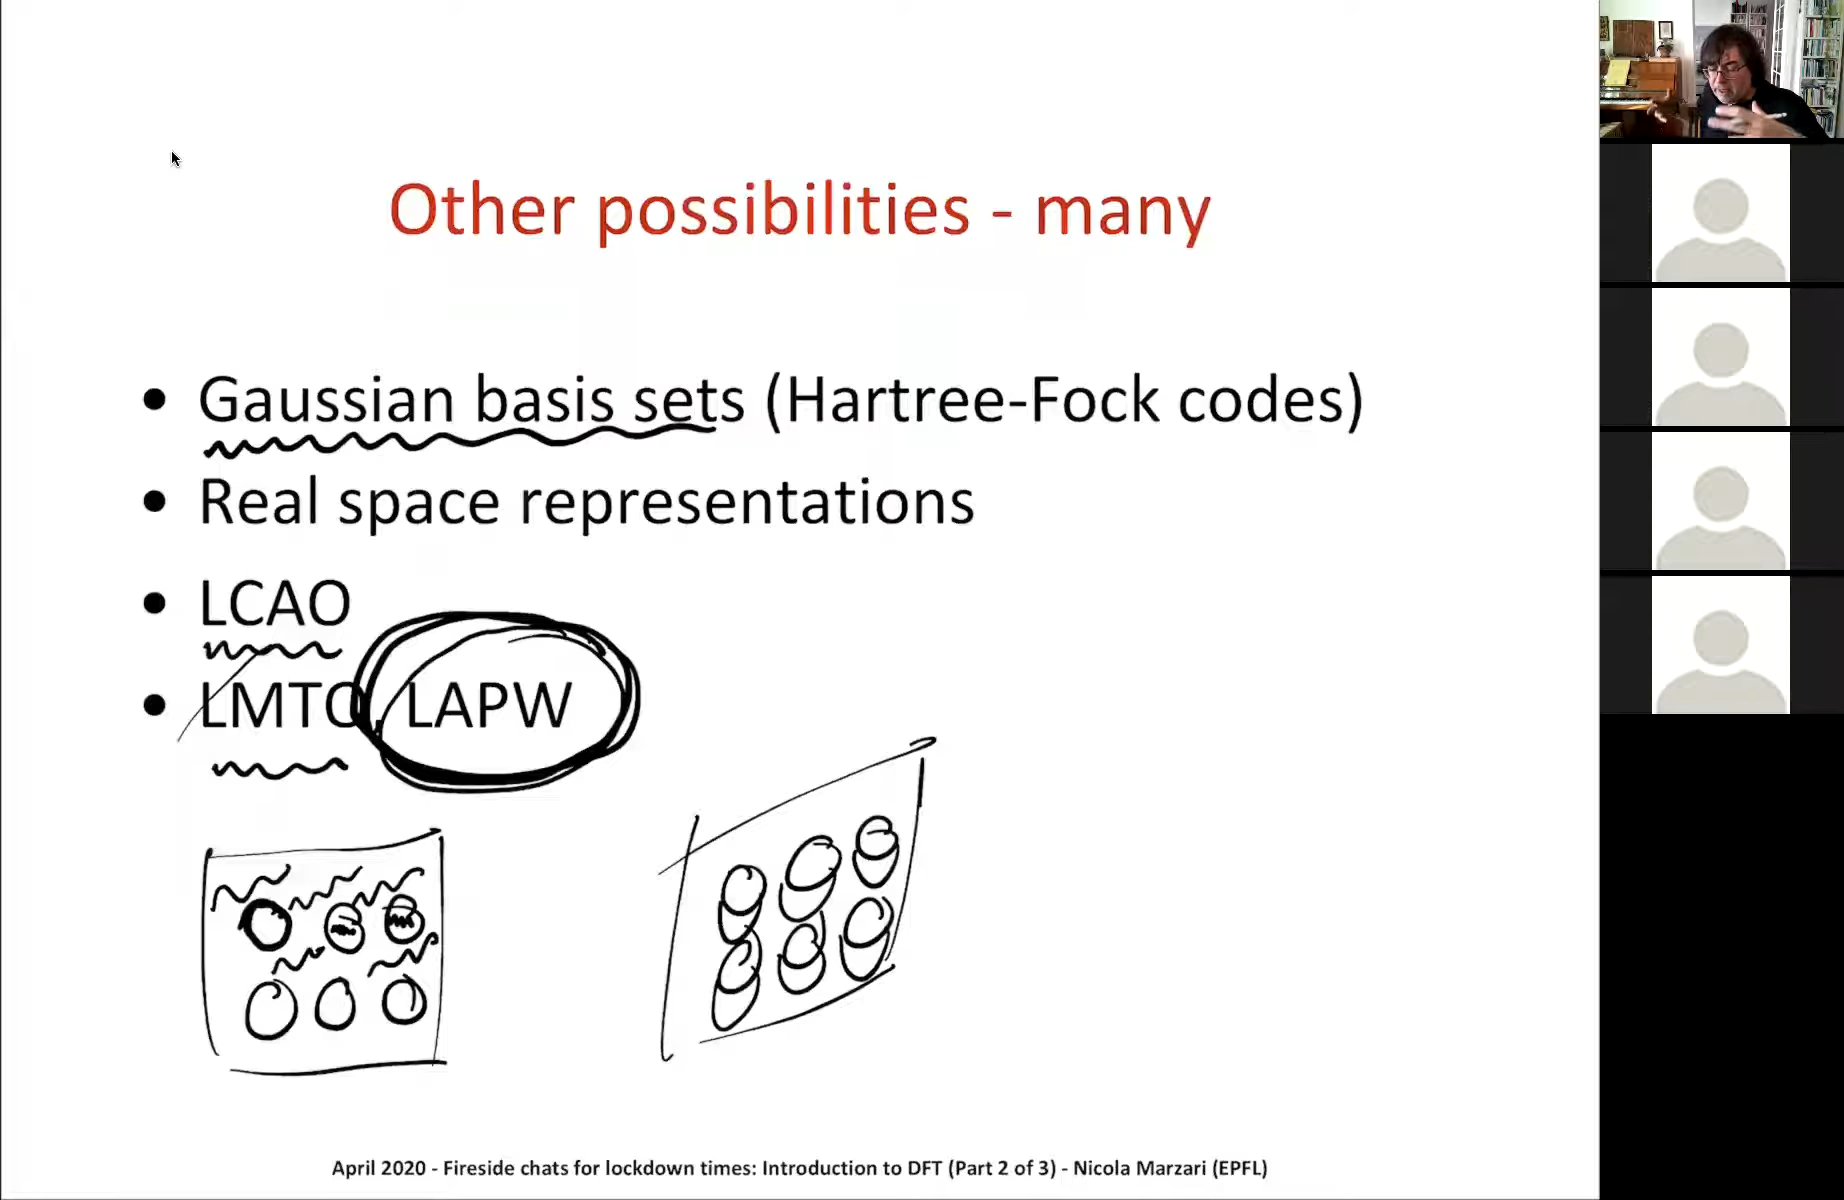 Other possibilities - many
• Gaussian basis sets (Hartree-Fock codes)
• Real space representations
• LCAO
• LMTO, LAPW
April 2020 - Fireside chats for lockdown times: Introduction to DFT (Part 2 of 3) - Nicola Marzari (EPFL)